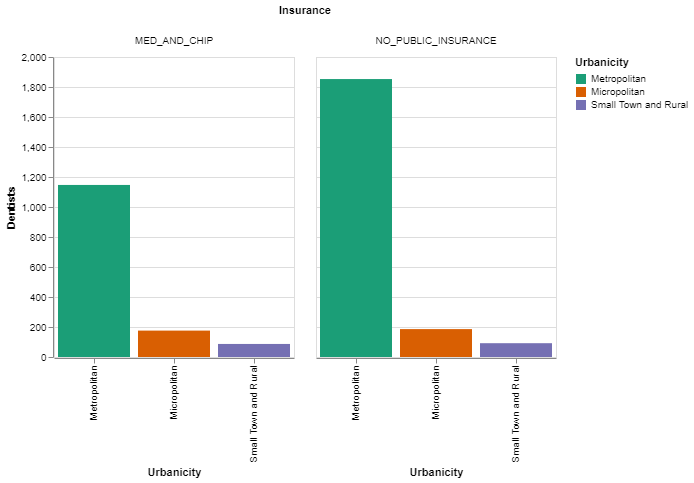 Insurance
MED_AND_CHIP
NO_PUBLIC_INSURANCE
2,000
1,800
1,600
1,400
1,200
1,000
800
600
400
200
0
Dentists
Metropolitan
Micropolitan
Small Town and Rural
Urbanicity
Metropolitan
Micropolitan
Small Town and Rural
Urbanicity
Urbanicity
Metropolitan
Micropolitan
Small Town and Rural